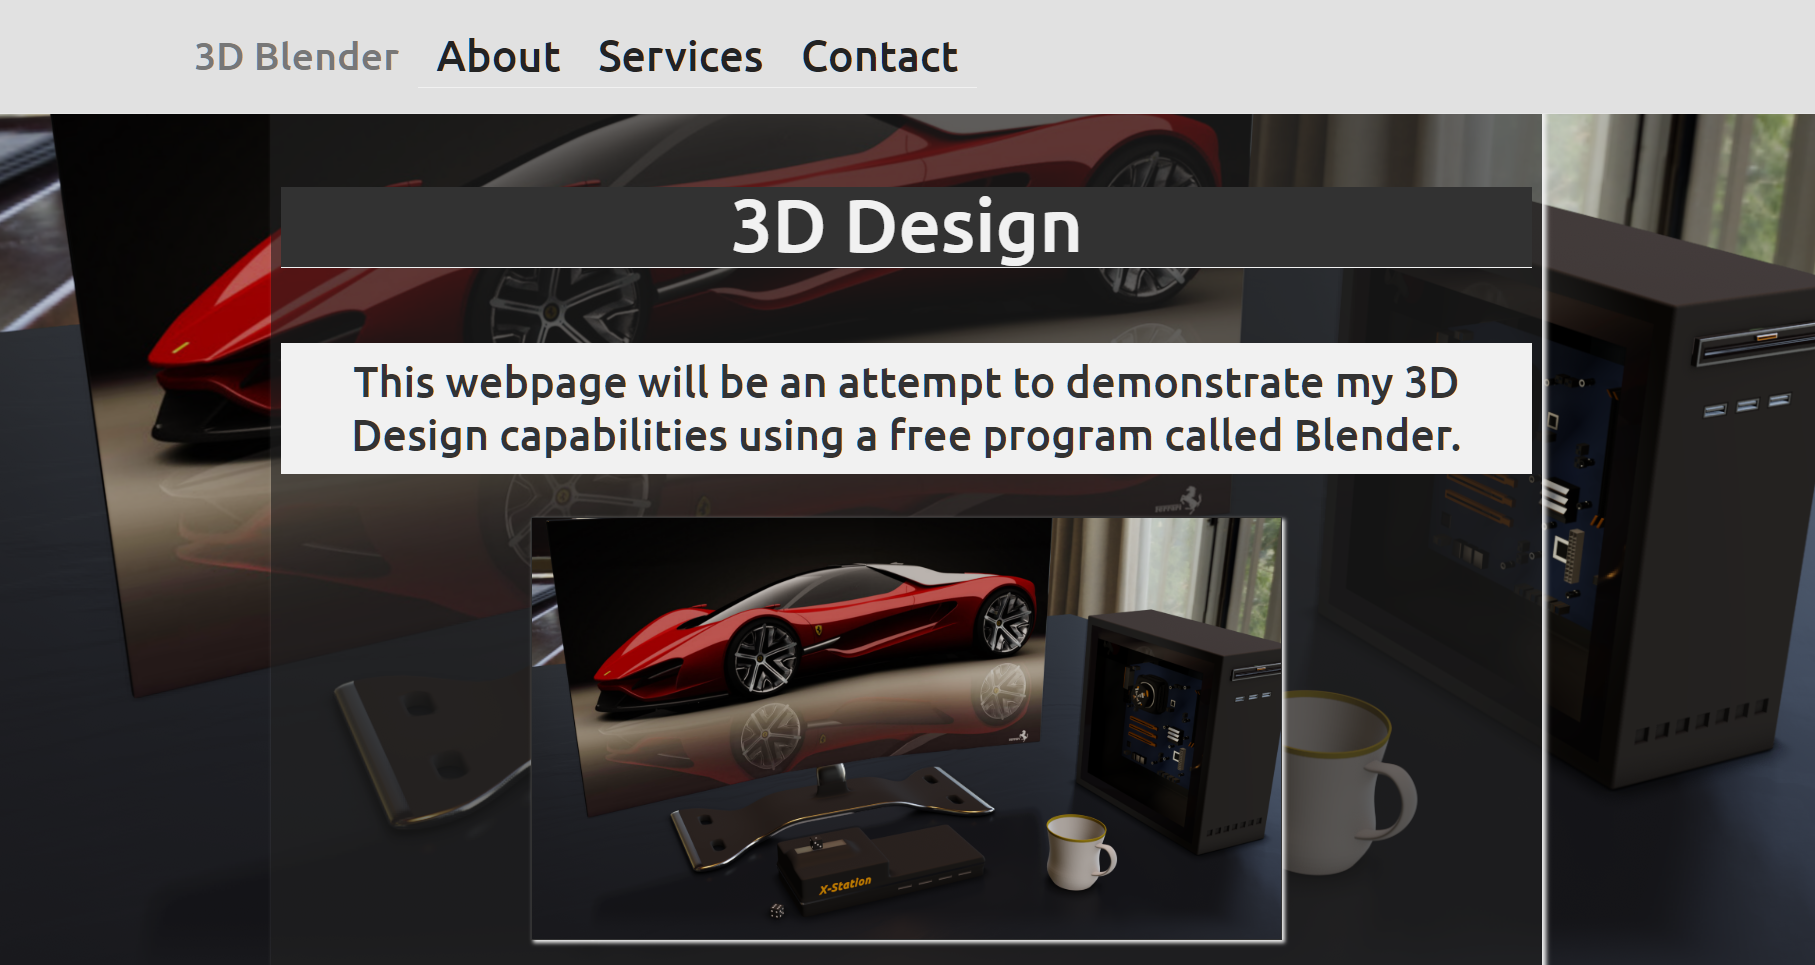 3D Blender About Services Contact
3D Design
This webpage will be an attempt to demonstrate my 3D
Design capabilities using a free program called Blender.
X-Station